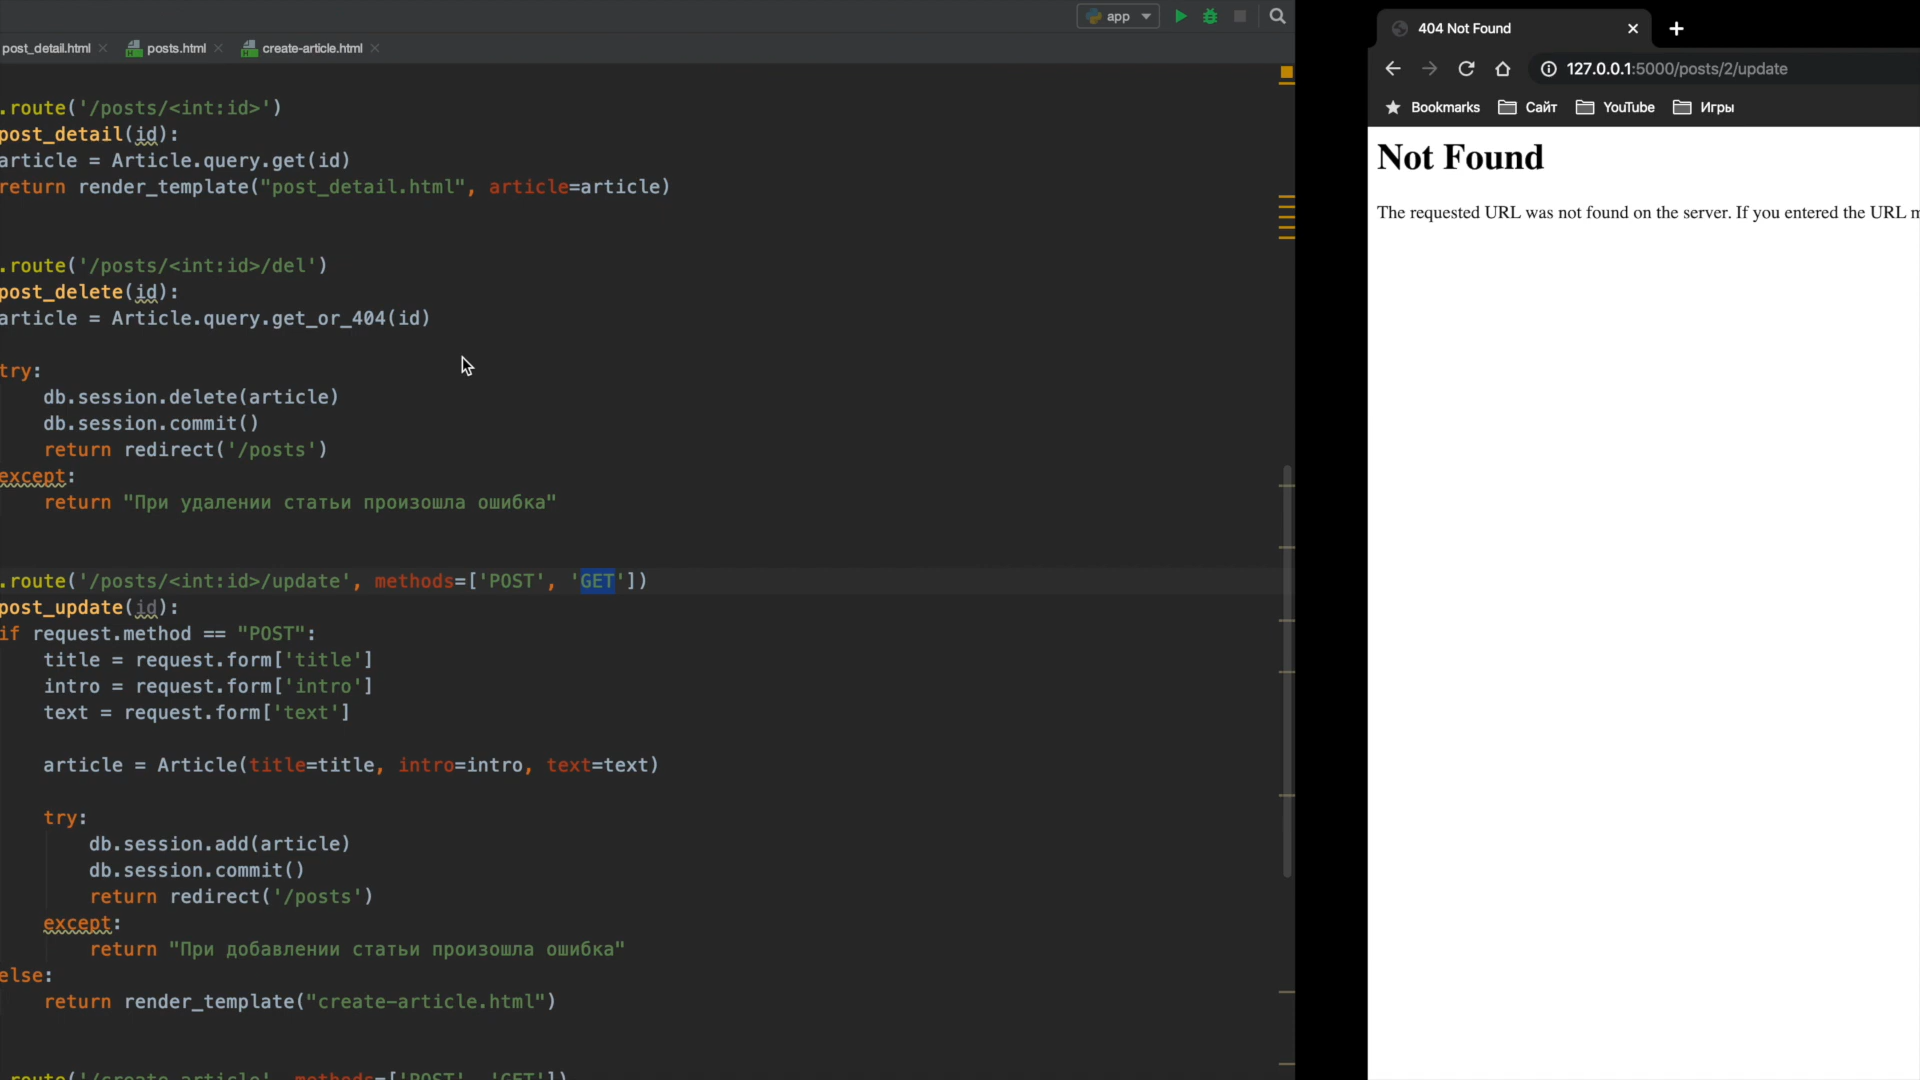 app
post_detail.html
posts.html
create-article.html
.route('/posts/<int:id>')
post_detail(id):
article = Article.query.get(id)
return render_template("post_detail.html", article=article)
.route('/posts/<int:id>/del')
post_delete(id):
article = Article.query.get_or_404(id)
try:
db.session.delete(article)
db.session.commit()
return redirect('/posts')
except:
return "При удалении статьи произошла ошибка"
.route('/posts/<int:id>/update', methods=['POST', 'GET'])
post_update(id):
if request.method == "POST":
title = request.form['title']
intro = request.form['intro']
text = request.form['text']
article = Article(title=title, intro=intro, text=text)
try:
db.session.add(article)
db.session.commit()
return redirect('/posts')
except:
return "При добавлении статьи произошла ошибка"
else:
return render_template("create-article.html")
.route('/create-article', methods=['POST', 'GET'])
404 Not Found
127.0.0.1:5000/posts/2/update
Bookmarks
Сайт
YouTube
Игры
Not Found
The requested URL was not found on the server. If you entered the URL